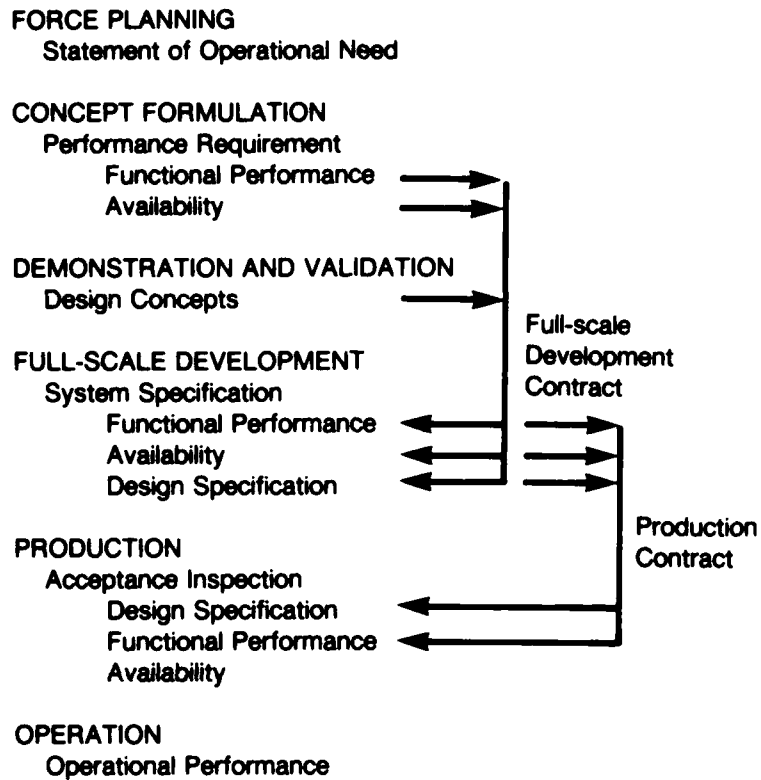 FORCE PLANNING
Statement of Operational Need
CONCEPT FORMULATION
Performance Requirement
Functional Performance
Availability
DEMONSTRATION AND VALIDATION
Design Concepts
Full-scale
Development
Contract
FULL-SCALE DEVELOPMENT
System Specification
Functional Performance
Availability
Design Specification
Production
Contract
PRODUCTION
Acceptance Inspection
Design Specification
Functional Performance
Availability
OPERATION
Operational Performance